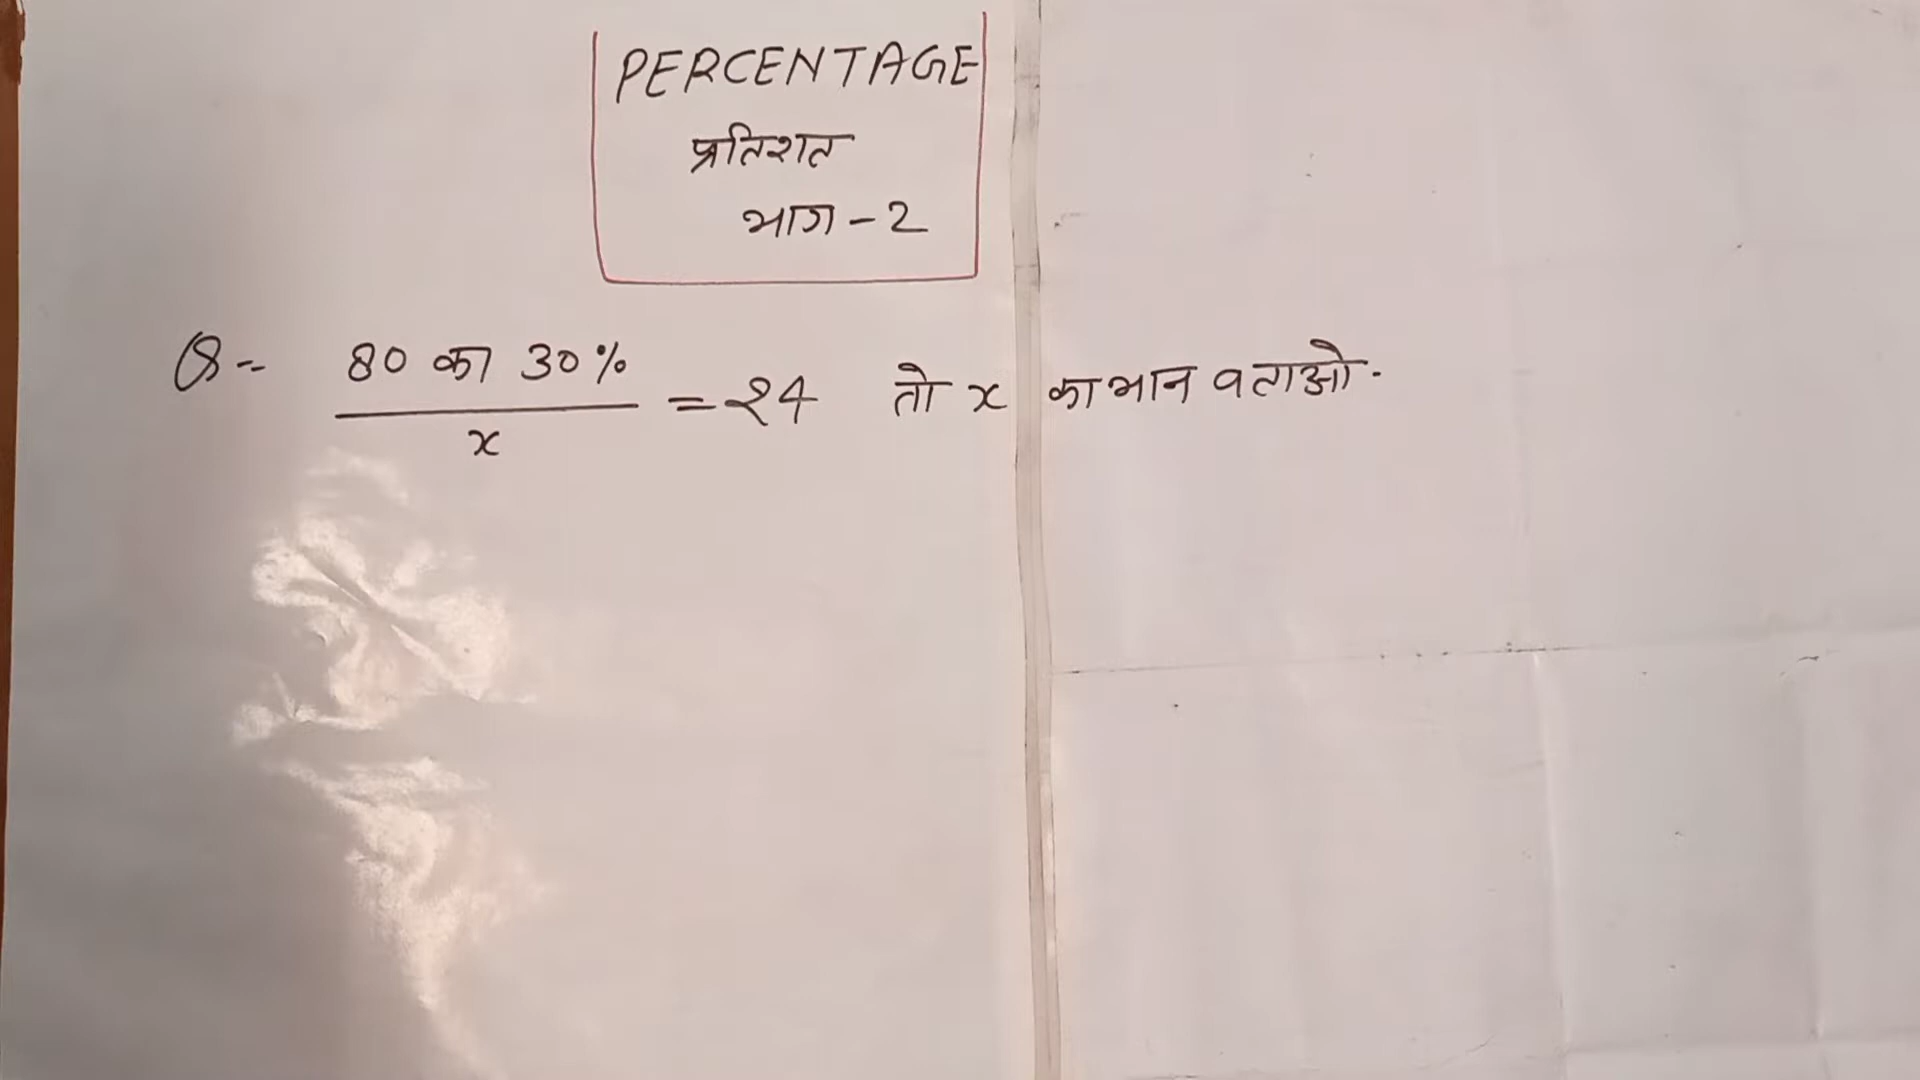 PERCENTAGE
प्रतिशत
भाग - 2
Q - 80 का 30% / x = 24 तो x का मान बताओ.